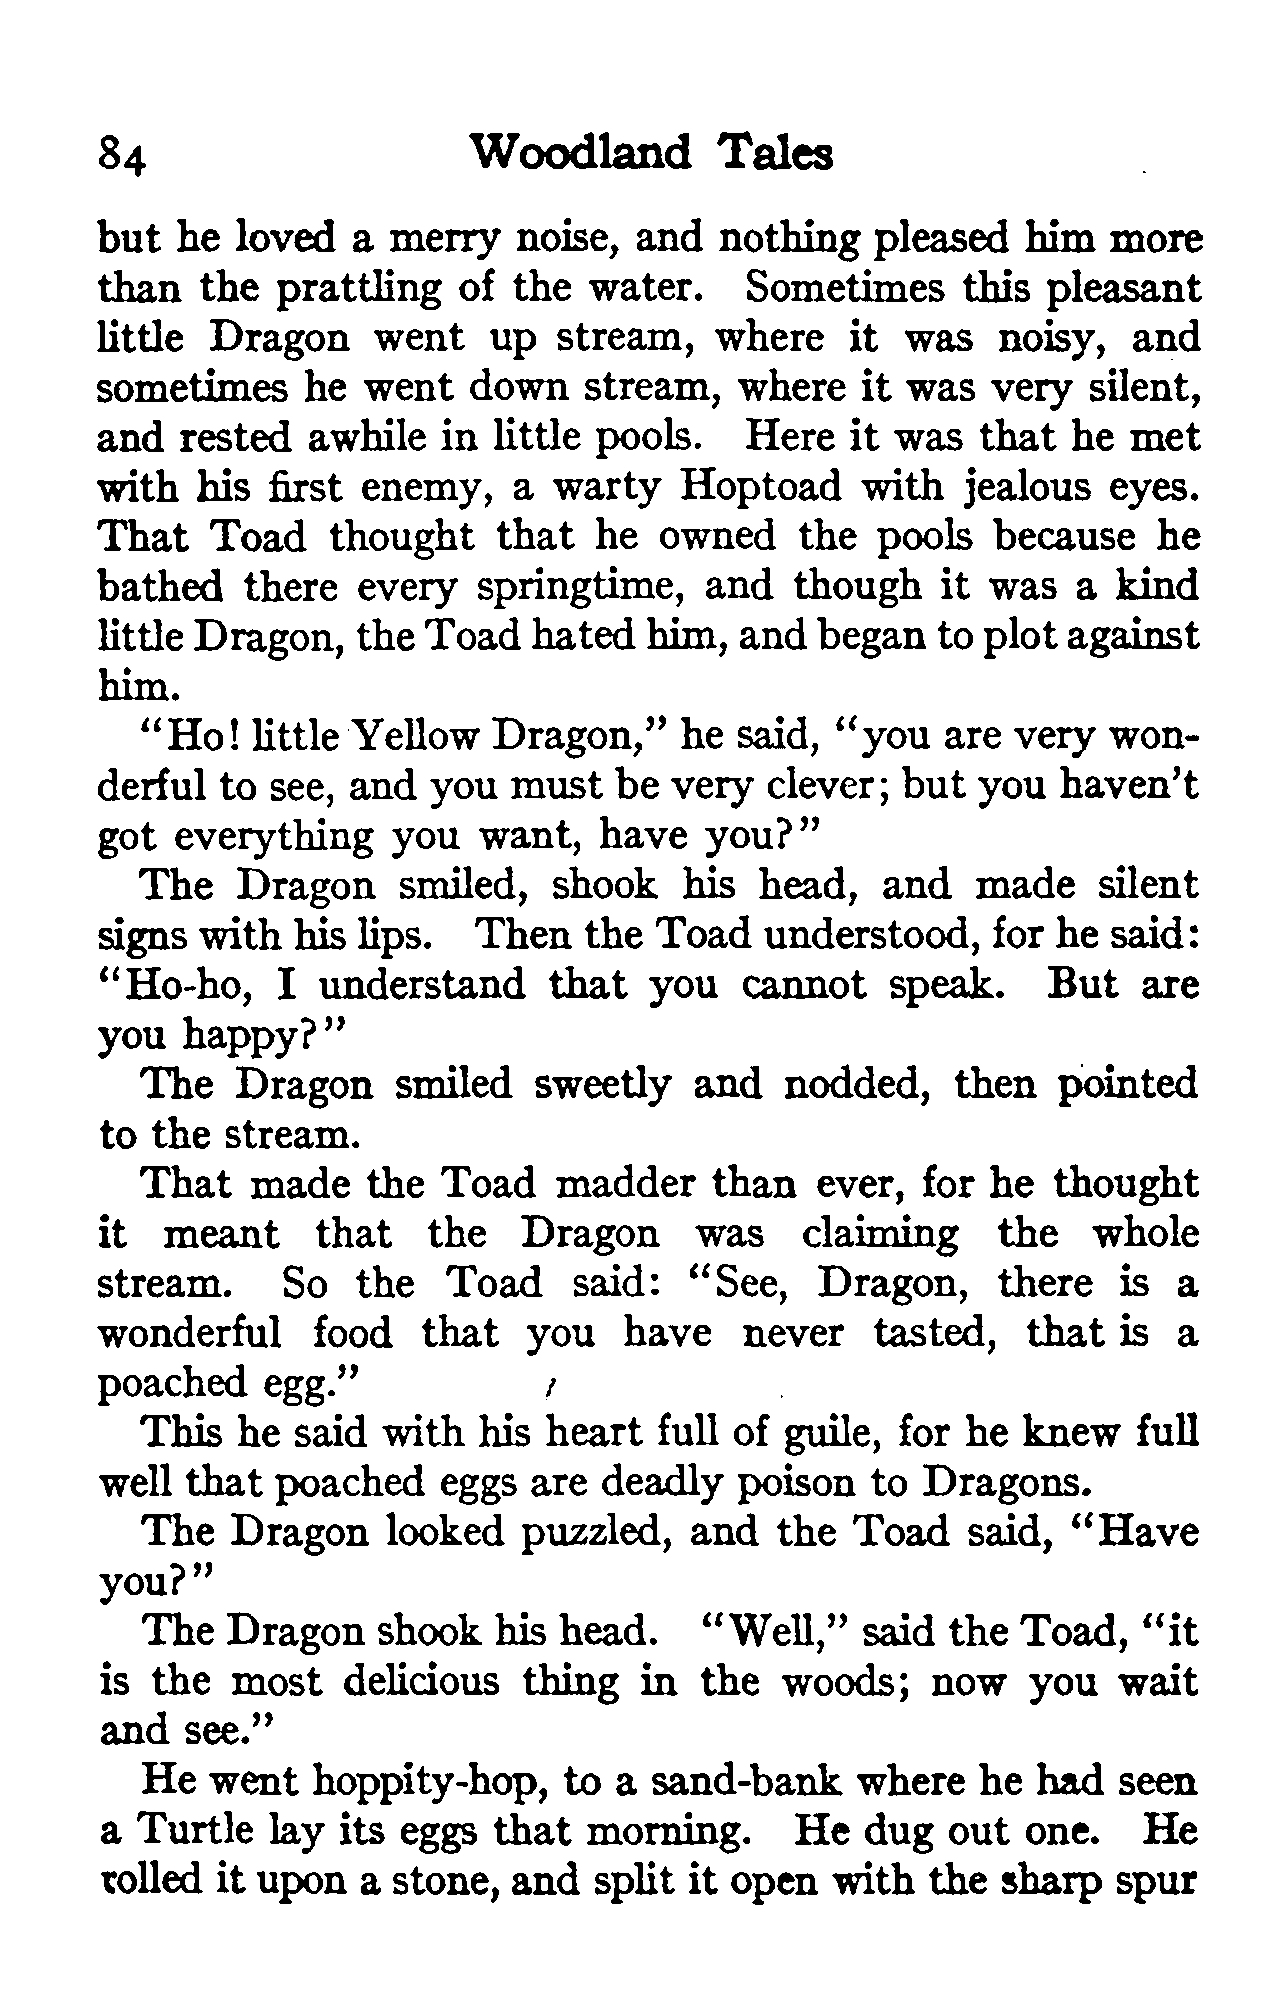 84 Woodland Tales
but he loved a merry noise, and nothing pleased him more
than the prattling of the water. Sometimes this pleasant
little Dragon went up stream, where it was noisy, and
sometimes he went down stream, where it was very silent,
and rested awhile in little pools. Here it was that he met
with his first enemy, a warty Hoptoad with jealous eyes.
That Toad thought that he owned the pools because he
bathed there every springtime, and though it was a kind
little Dragon, the Toad hated him, and began to plot against
him.
"Ho! little Yellow Dragon," he said, "you are very won-
derful to see, and you must be very clever; but you haven't
got everything you want, have you?"
The Dragon smiled, shook his head, and made silent
signs with his lips. Then the Toad understood, for he said:
"Ho-ho, I understand that you cannot speak. But are
you happy?"
The Dragon smiled sweetly and nodded, then pointed
to the stream.
That made the Toad madder than ever, for he thought
it meant that the Dragon was claiming the whole
stream. So the Toad said: "See, Dragon, there is a
wonderful food that you have never tasted, that is a
poached egg."
This he said with his heart full of guile, for he knew full
well that poached eggs are deadly poison to Dragons.
The Dragon looked puzzled, and the Toad said, "Have
you?"
The Dragon shook his head. "Well," said the Toad, "it
is the most delicious thing in the woods; now you wait
and see."
He went hoppity-hop, to a sand-bank where he had seen
a Turtle lay its eggs that morning. He dug out one. He
rolled it upon a stone, and split it open with the sharp spur